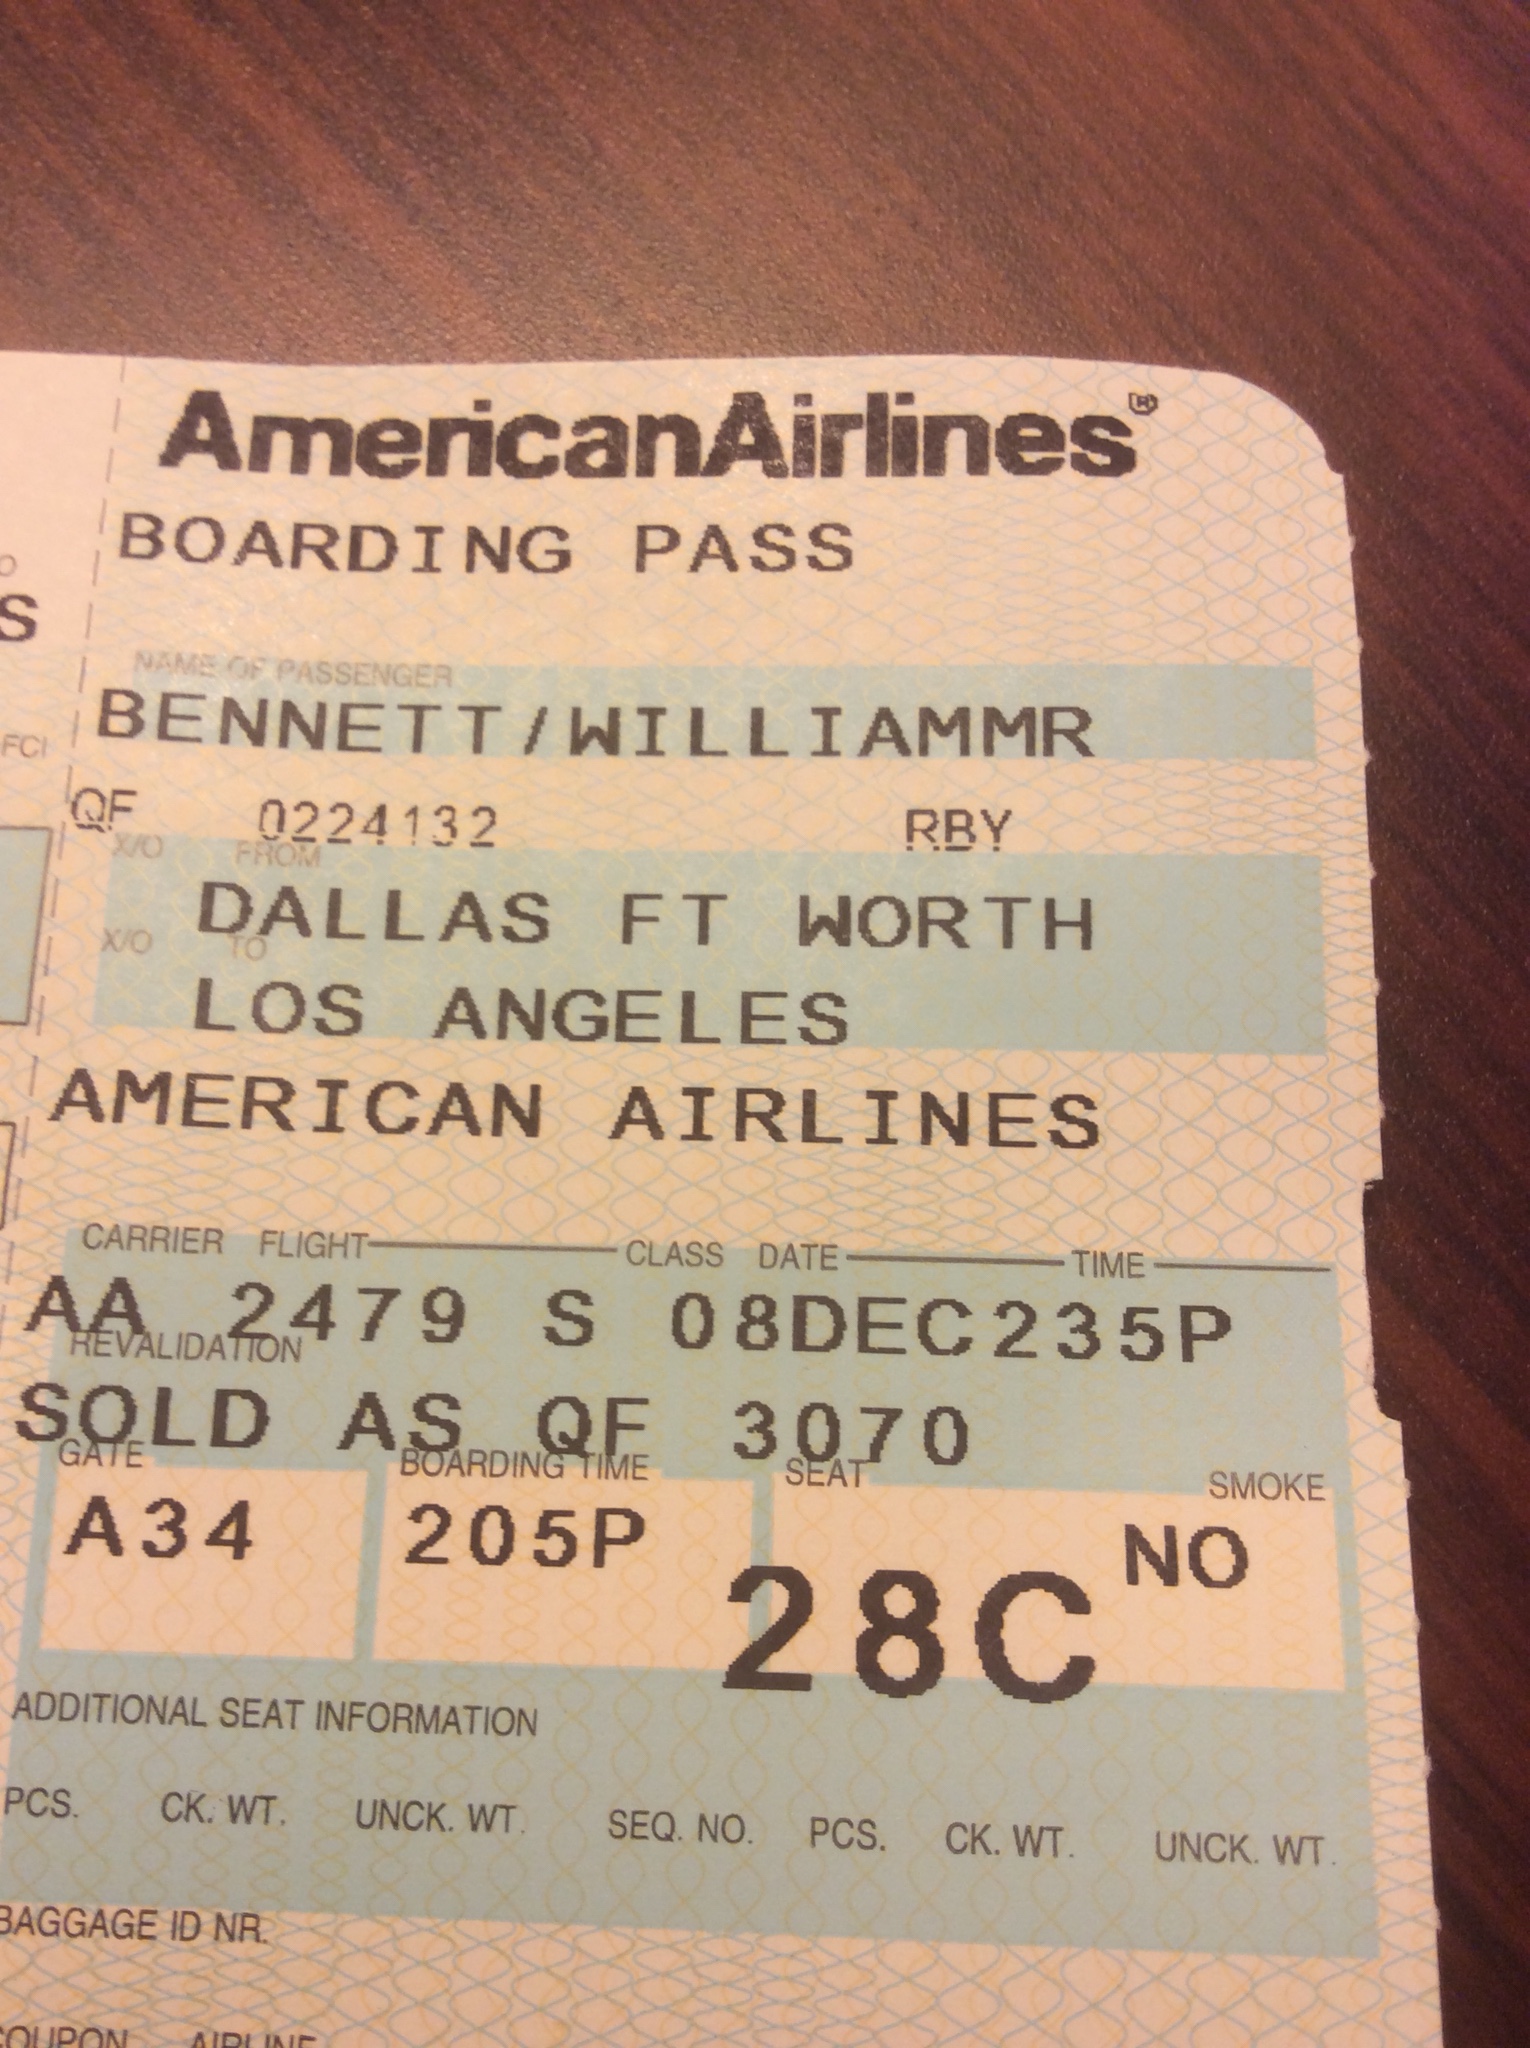 AmericanAirlines®
BOARDING PASS
O
S
NAME OF PASSENGER
BENNETT/WILLIAMMR
FCI
QF 0224132 RBY
X/O FROM
DALLAS FT WORTH
X/O TO
LOS ANGELES
AMERICAN AIRLINES
CARRIER FLIGHT CLASS DATE TIME
AA 2479 S 08DEC235P
REVALIDATION
SOLD AS QF 3070
GATE BOARDING TIME SEAT SMOKE
A34 205P 28C NO
ADDITIONAL SEAT INFORMATION
PCS. CK. WT. UNCK. WT. SEQ. NO. PCS. CK. WT. UNCK. WT.
BAGGAGE ID NR.
COUPON AIRLINE